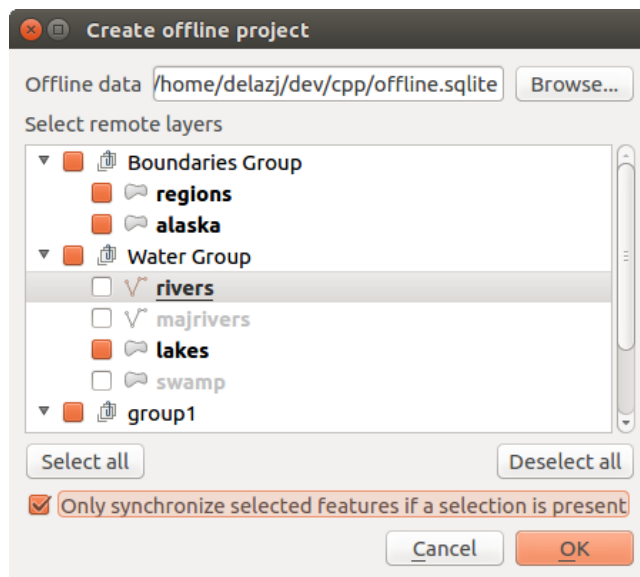 Create offline project
Offline data /home/delazj/dev/cpp/offline.sqlite Browse...
Select remote layers
Boundaries Group
regions
alaska
Water Group
rivers
majrivers
lakes
swamp
group1
Select all Deselect all
Only synchronize selected features if a selection is present
Cancel OK